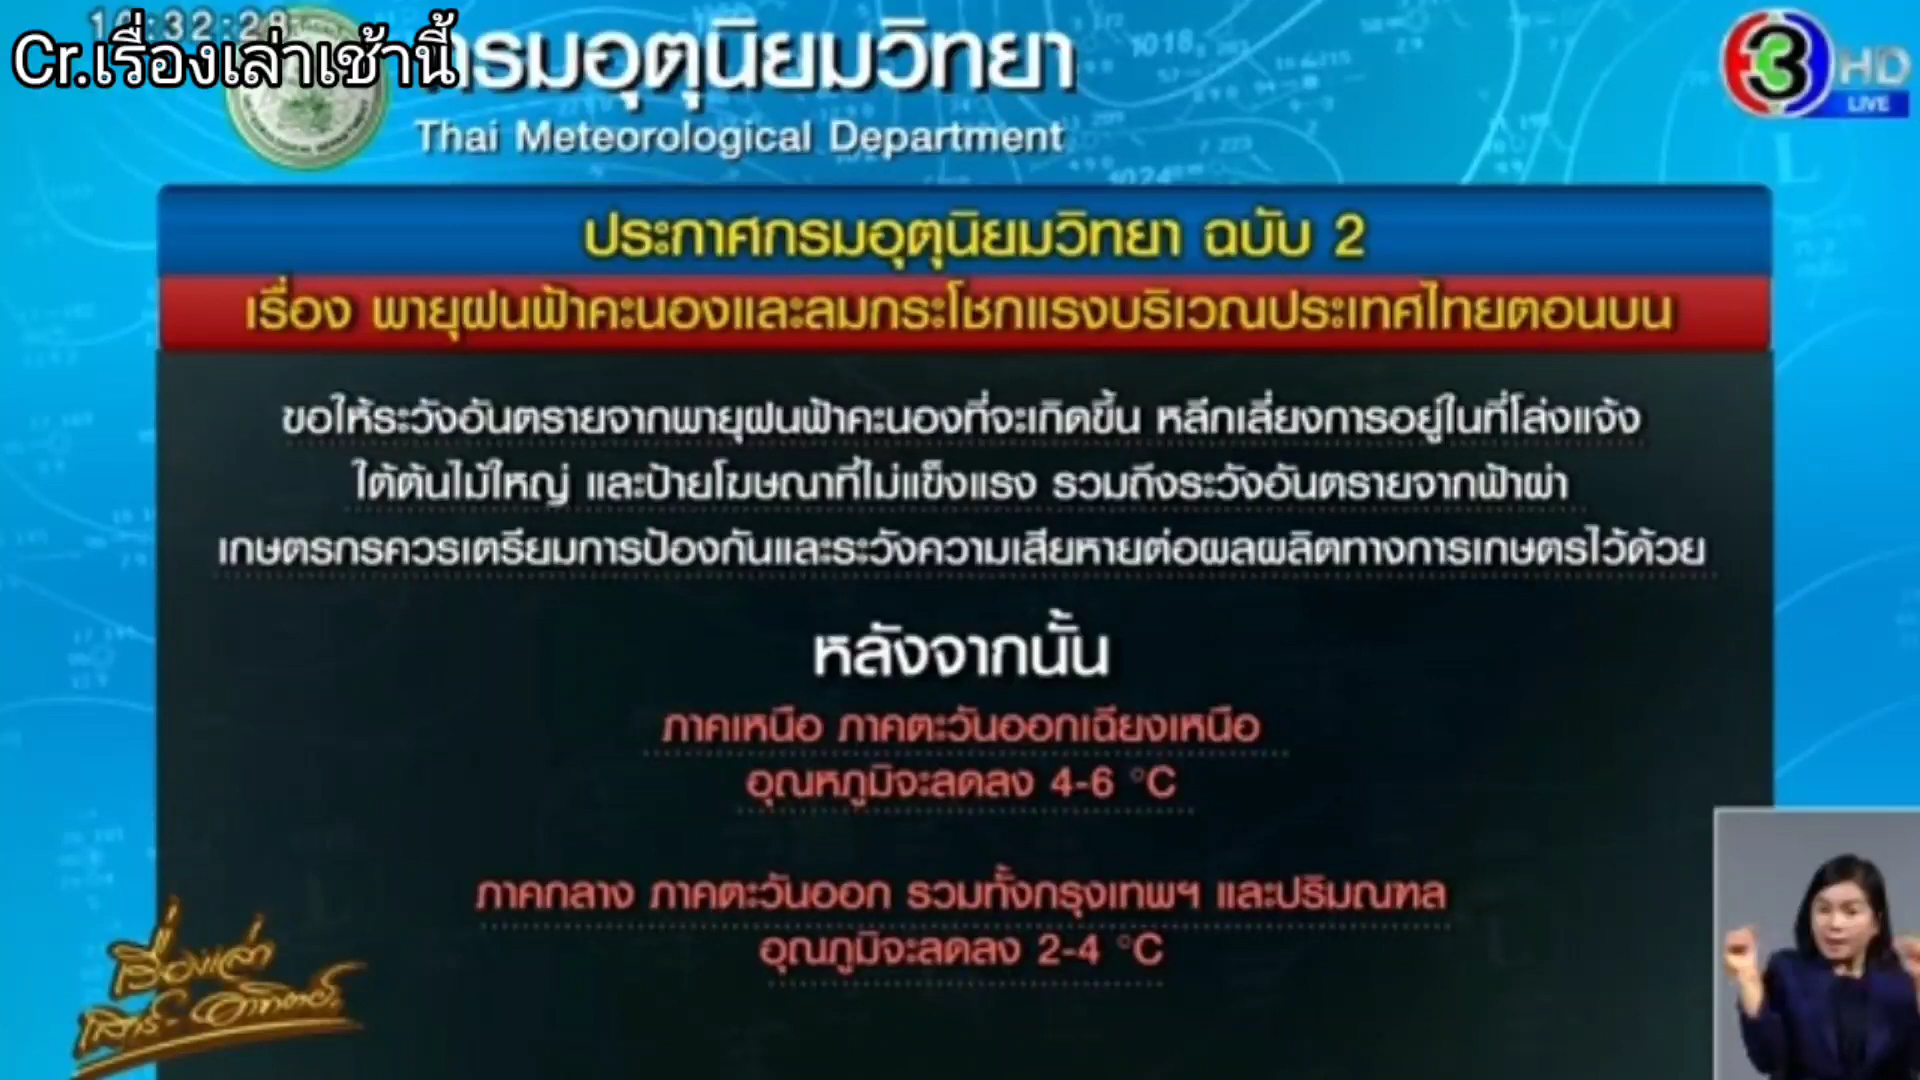 Cr.เรื่องเล่าเช้านี้
กรมอุตุนิยมวิทยา
Thai Meteorological Department
3 HD
LIVE
ประกาศกรมอุตุนิยมวิทยา ฉบับ 2
เรื่อง พายุฝนฟ้าคะนองและลมกระโชกแรงบริเวณประเทศไทยตอนบน
ขอให้ระวังอันตรายจากพายุฝนฟ้าคะนองที่จะเกิดขึ้น หลีกเลี่ยงการอยู่ในที่โล่งแจ้ง
ใต้ต้นไม้ใหญ่ และป้ายโฆษณาที่ไม่แข็งแรง รวมถึงระวังอันตรายจากฟ้าผ่า
เกษตรกรควรเตรียมการป้องกันและระวังความเสียหายต่อผลผลิตทางการเกษตรไว้ด้วย
หลังจากนั้น
ภาคเหนือ ภาคตะวันออกเฉียงเหนือ
อุณหภูมิจะลดลง 4-6 °C
ภาคกลาง ภาคตะวันออก รวมทั้งกรุงเทพฯ และปริมณฑล
อุณภูมิจะลดลง 2-4 °C
เรื่องเล่า
เสาร์-อาทิตย์